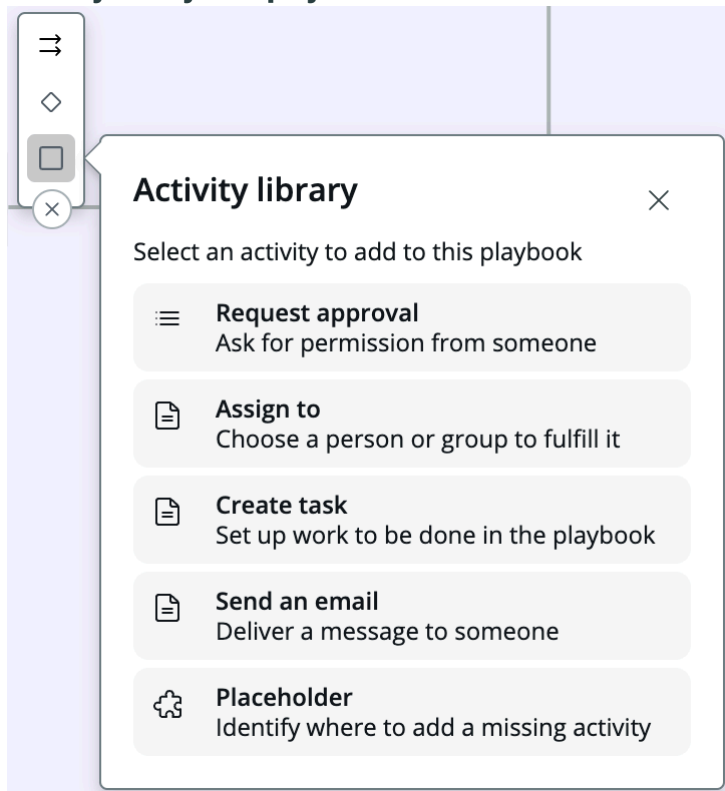 Activity library
Select an activity to add to this playbook
Request approval
Ask for permission from someone
Assign to
Choose a person or group to fulfill it
Create task
Set up work to be done in the playbook
Send an email
Deliver a message to someone
Placeholder
Identify where to add a missing activity